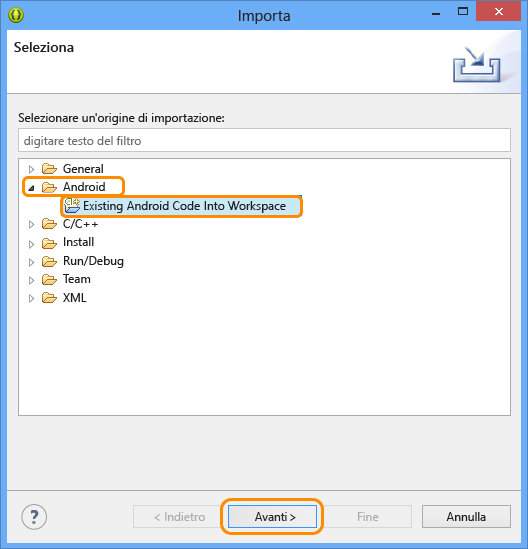 Importa
Seleziona
Selezionare un'origine di importazione:
digitare testo del filtro
General
Android
Existing Android Code Into Workspace
C/C++
Install
Run/Debug
Team
XML
?
< Indietro
Avanti >
Fine
Annulla